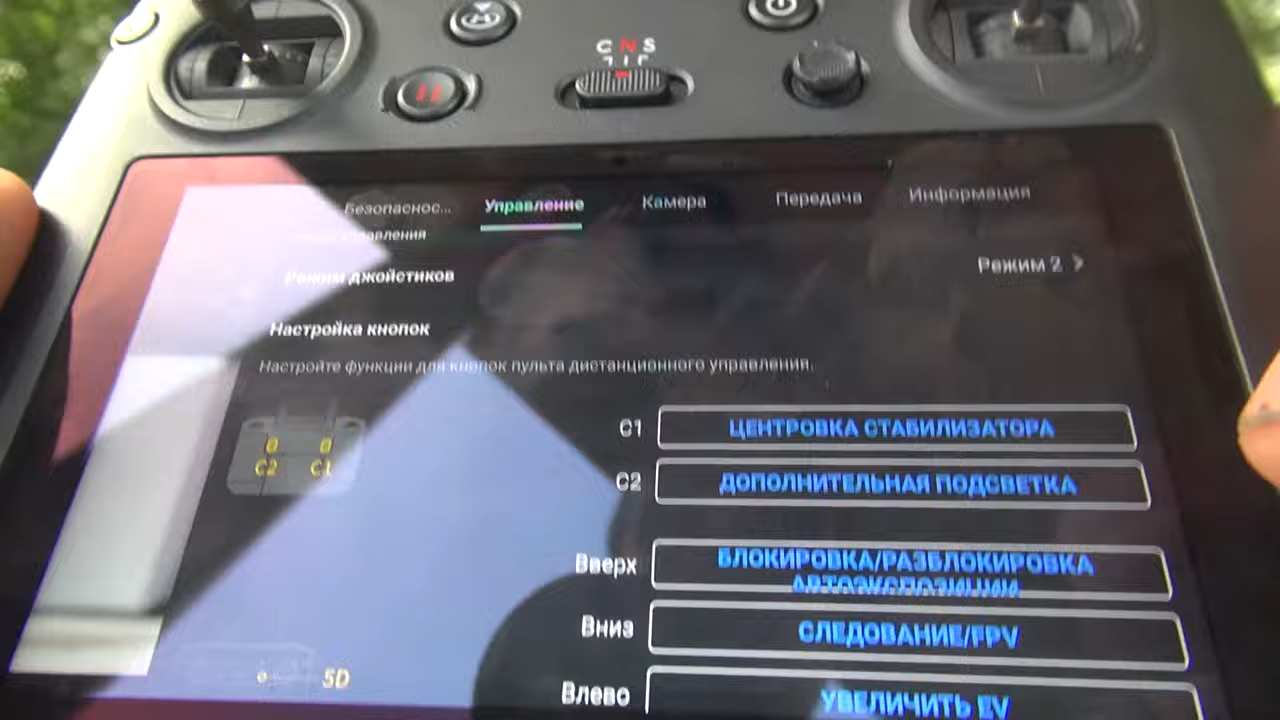 C N S
Безопаснос... Управление Камера Передача Информация
Режим джойстиков Режим 2 >
Настройка кнопок
Настройте функции для кнопок пульта дистанционного управления.
C1 ЦЕНТРОВКА СТАБИЛИЗАТОРА
C2 C1
C2 ДОПОЛНИТЕЛЬНАЯ ПОДСВЕТКА
Вверх БЛОКИРОВКА/РАЗБЛОКИРОВКА
АВТОЭКСПОЗИЦИИ
Вниз СЛЕДОВАНИЕ/FPV
5D
Влево УВЕЛИЧИТЬ EV